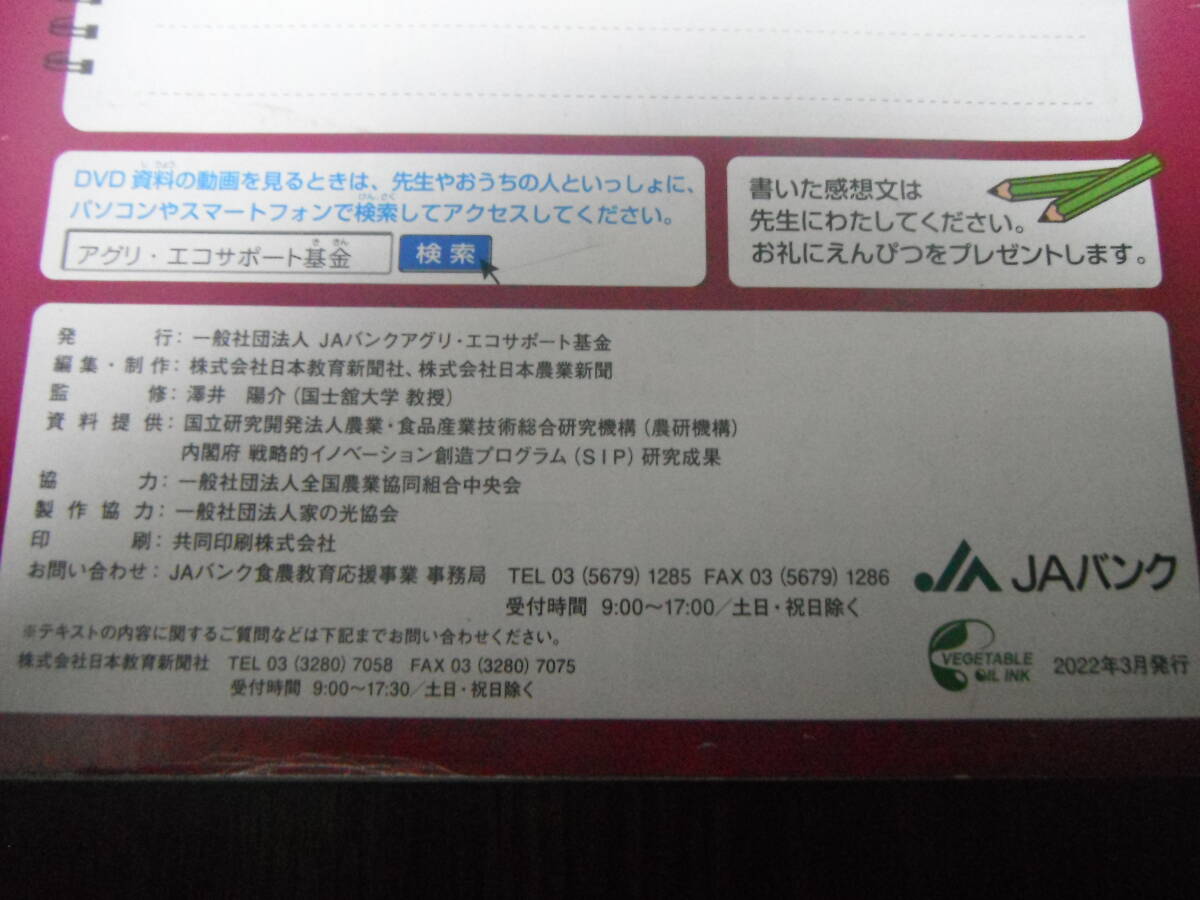 DVD 資料の動画を見るときは、先生やおうちの人といっしょに、
パソコンやスマートフォンで検索してアクセスしてください。
アグリ・エコサポート基金 検索
書いた感想文は
先生にわたしてください。
お礼にえんぴつをプレゼントします。
発行：一般社団法人 JAバンクアグリ・エコサポート基金
編集・制作：株式会社日本教育新聞社、株式会社日本農業新聞
監修：澤井 陽介（国士舘大学 教授）
資料提供：国立研究開発法人農業・食品産業技術総合研究機構（農研機構）
内閣府 戦略的イノベーション創造プログラム（SIP）研究成果
協力：一般社団法人全国農業協同組合中央会
製作協力：一般社団法人家の光協会
印刷：共同印刷株式会社
お問い合わせ：JAバンク食農教育応援事業 事務局 TEL 03（5679）1285 FAX 03（5679）1286
受付時間 9:00～17:00／土日・祝日除く
※テキストの内容に関するご質問などは下記までお問い合わせください。
株式会社日本教育新聞社 TEL 03（3280）7058 FAX 03（3280）7075
受付時間 9:00～17:30／土日・祝日除く
JA JAバンク
VEGETABLE
OIL INK
2022年3月発行